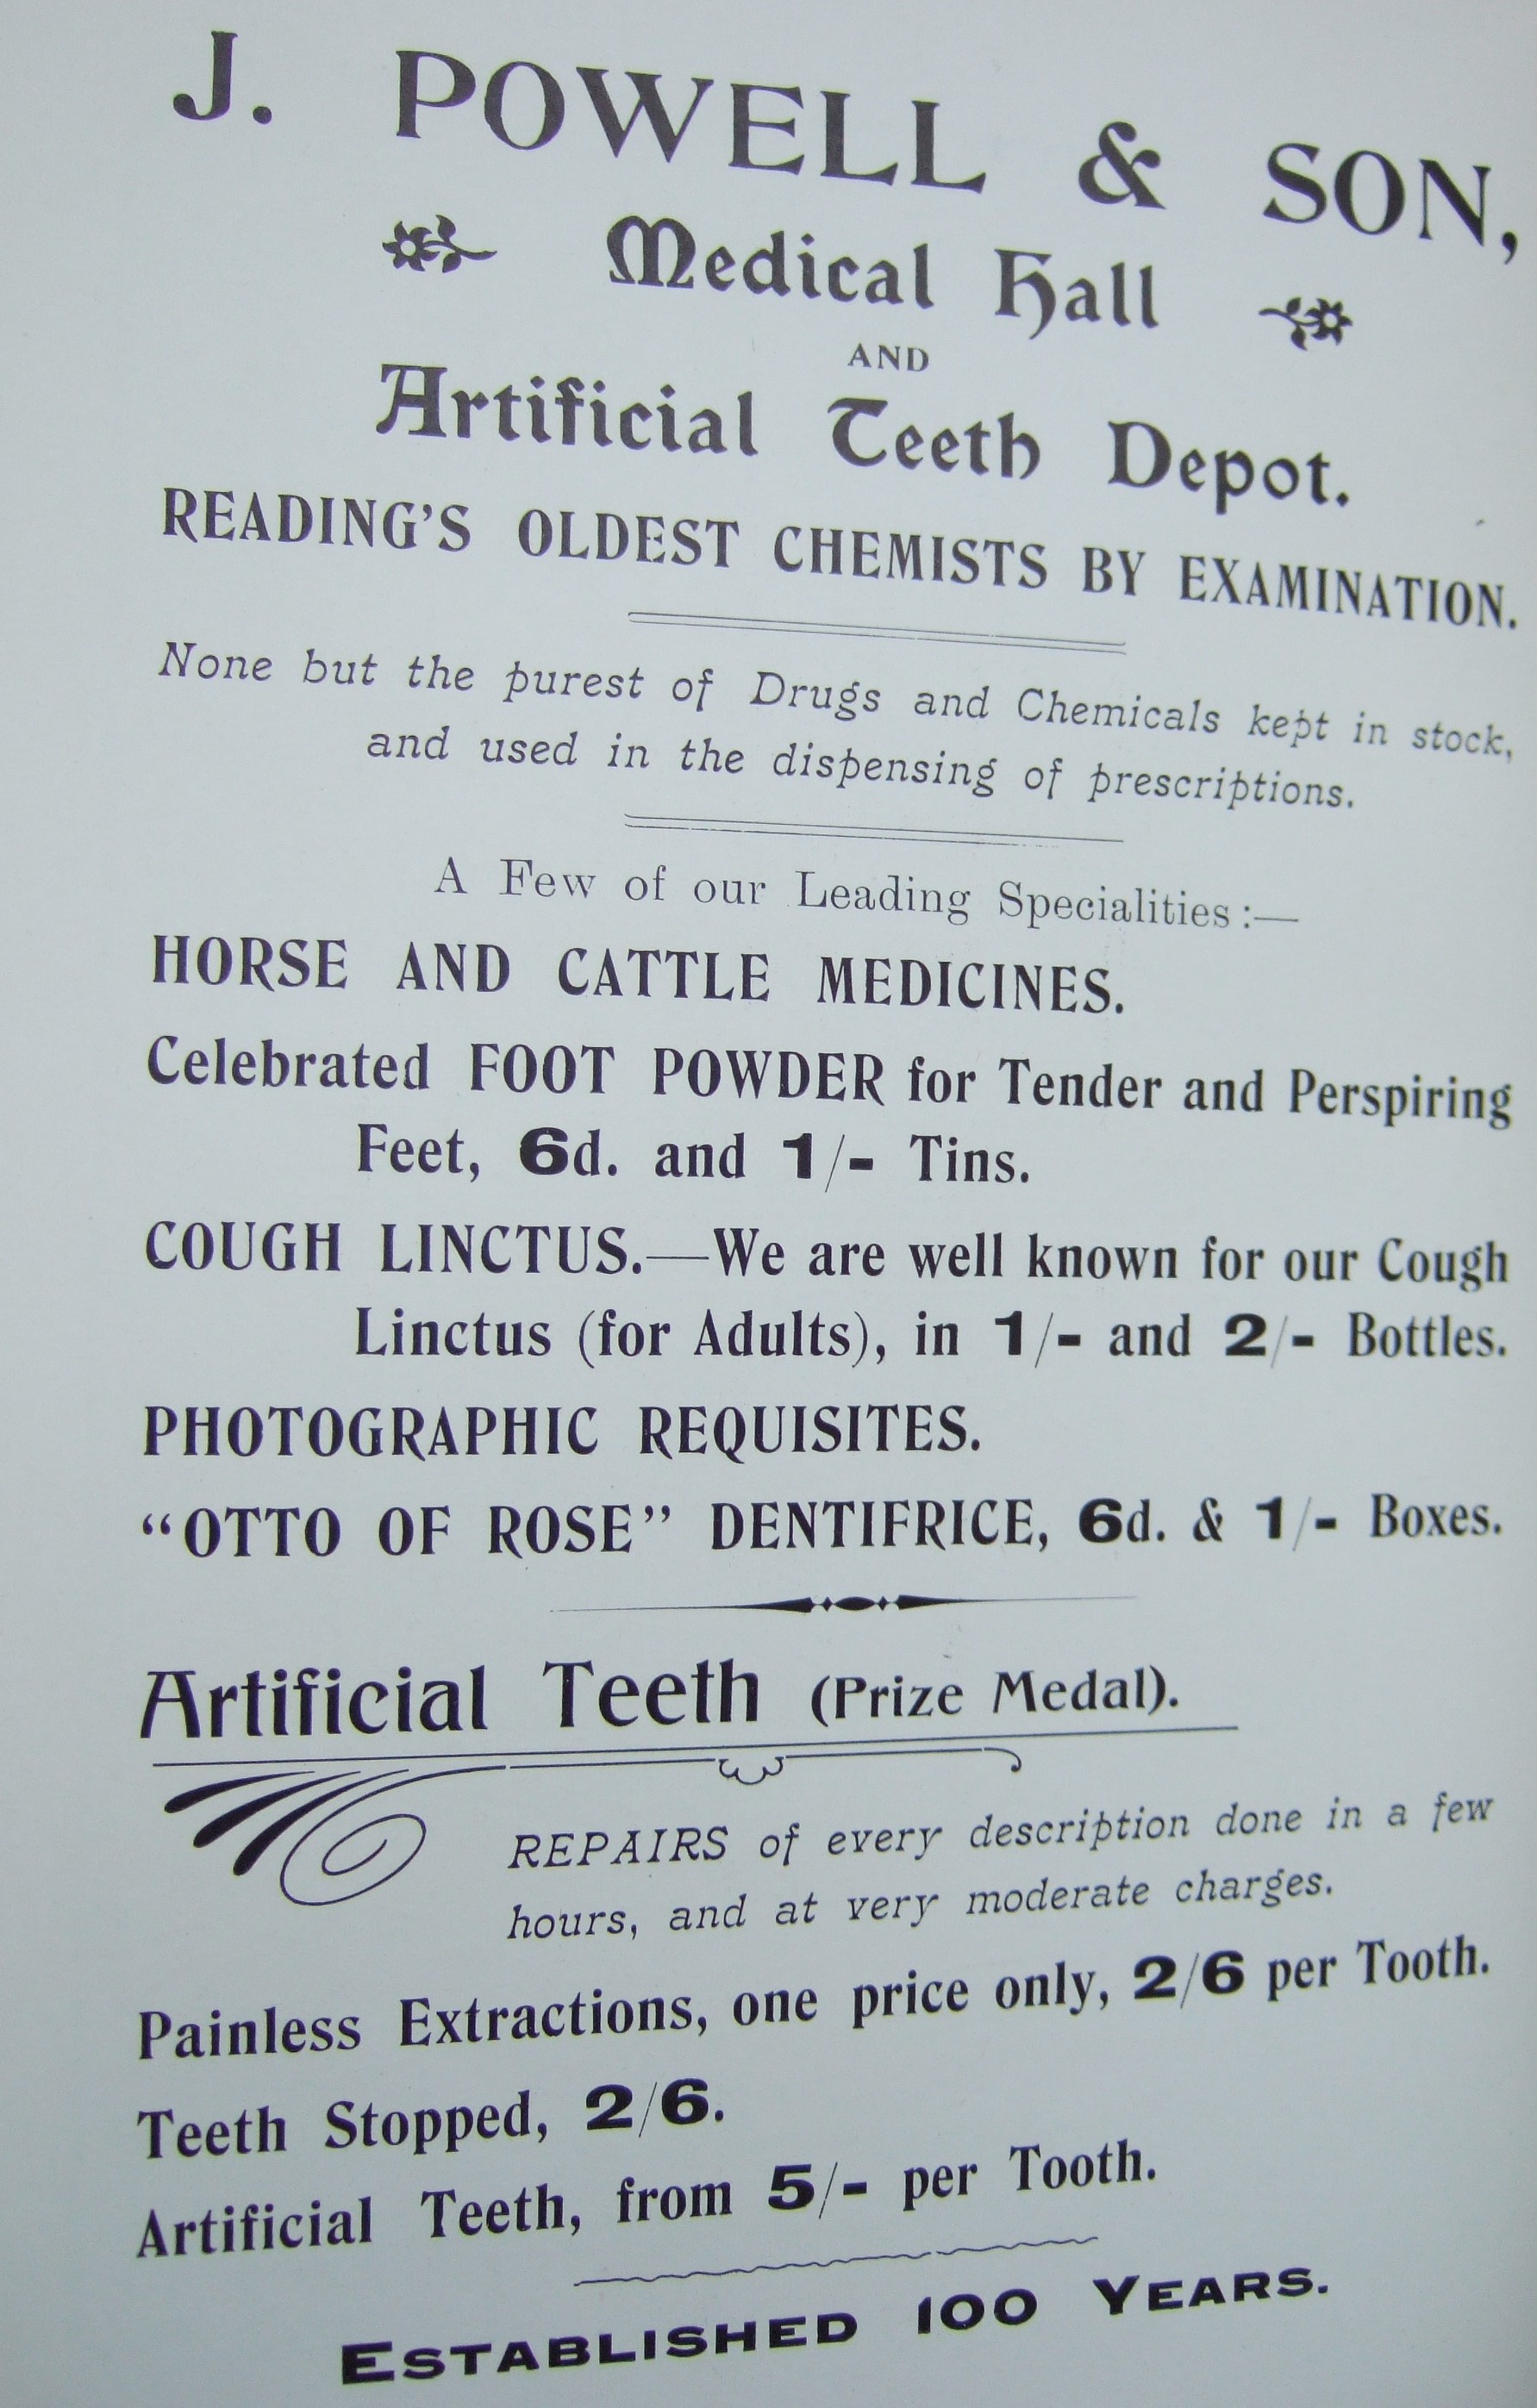 J. POWELL & SON,
Medical Hall
AND
Artificial Teeth Depot.
READING'S OLDEST CHEMISTS BY EXAMINATION.
None but the purest of Drugs and Chemicals kept in stock,
and used in the dispensing of prescriptions.
A Few of our Leading Specialities:—
HORSE AND CATTLE MEDICINES.
Celebrated FOOT POWDER for Tender and Perspiring
Feet, 6d. and 1/- Tins.
COUGH LINCTUS.—We are well known for our Cough
Linctus (for Adults), in 1/- and 2/- Bottles.
PHOTOGRAPHIC REQUISITES.
“OTTO OF ROSE” DENTIFRICE, 6d. & 1/- Boxes.
Artificial Teeth (Prize Medal).
REPAIRS of every description done in a few
hours, and at very moderate charges.
Painless Extractions, one price only, 2/6 per Tooth.
Teeth Stopped, 2/6.
Artificial Teeth, from 5/- per Tooth.
ESTABLISHED 100 YEARS.